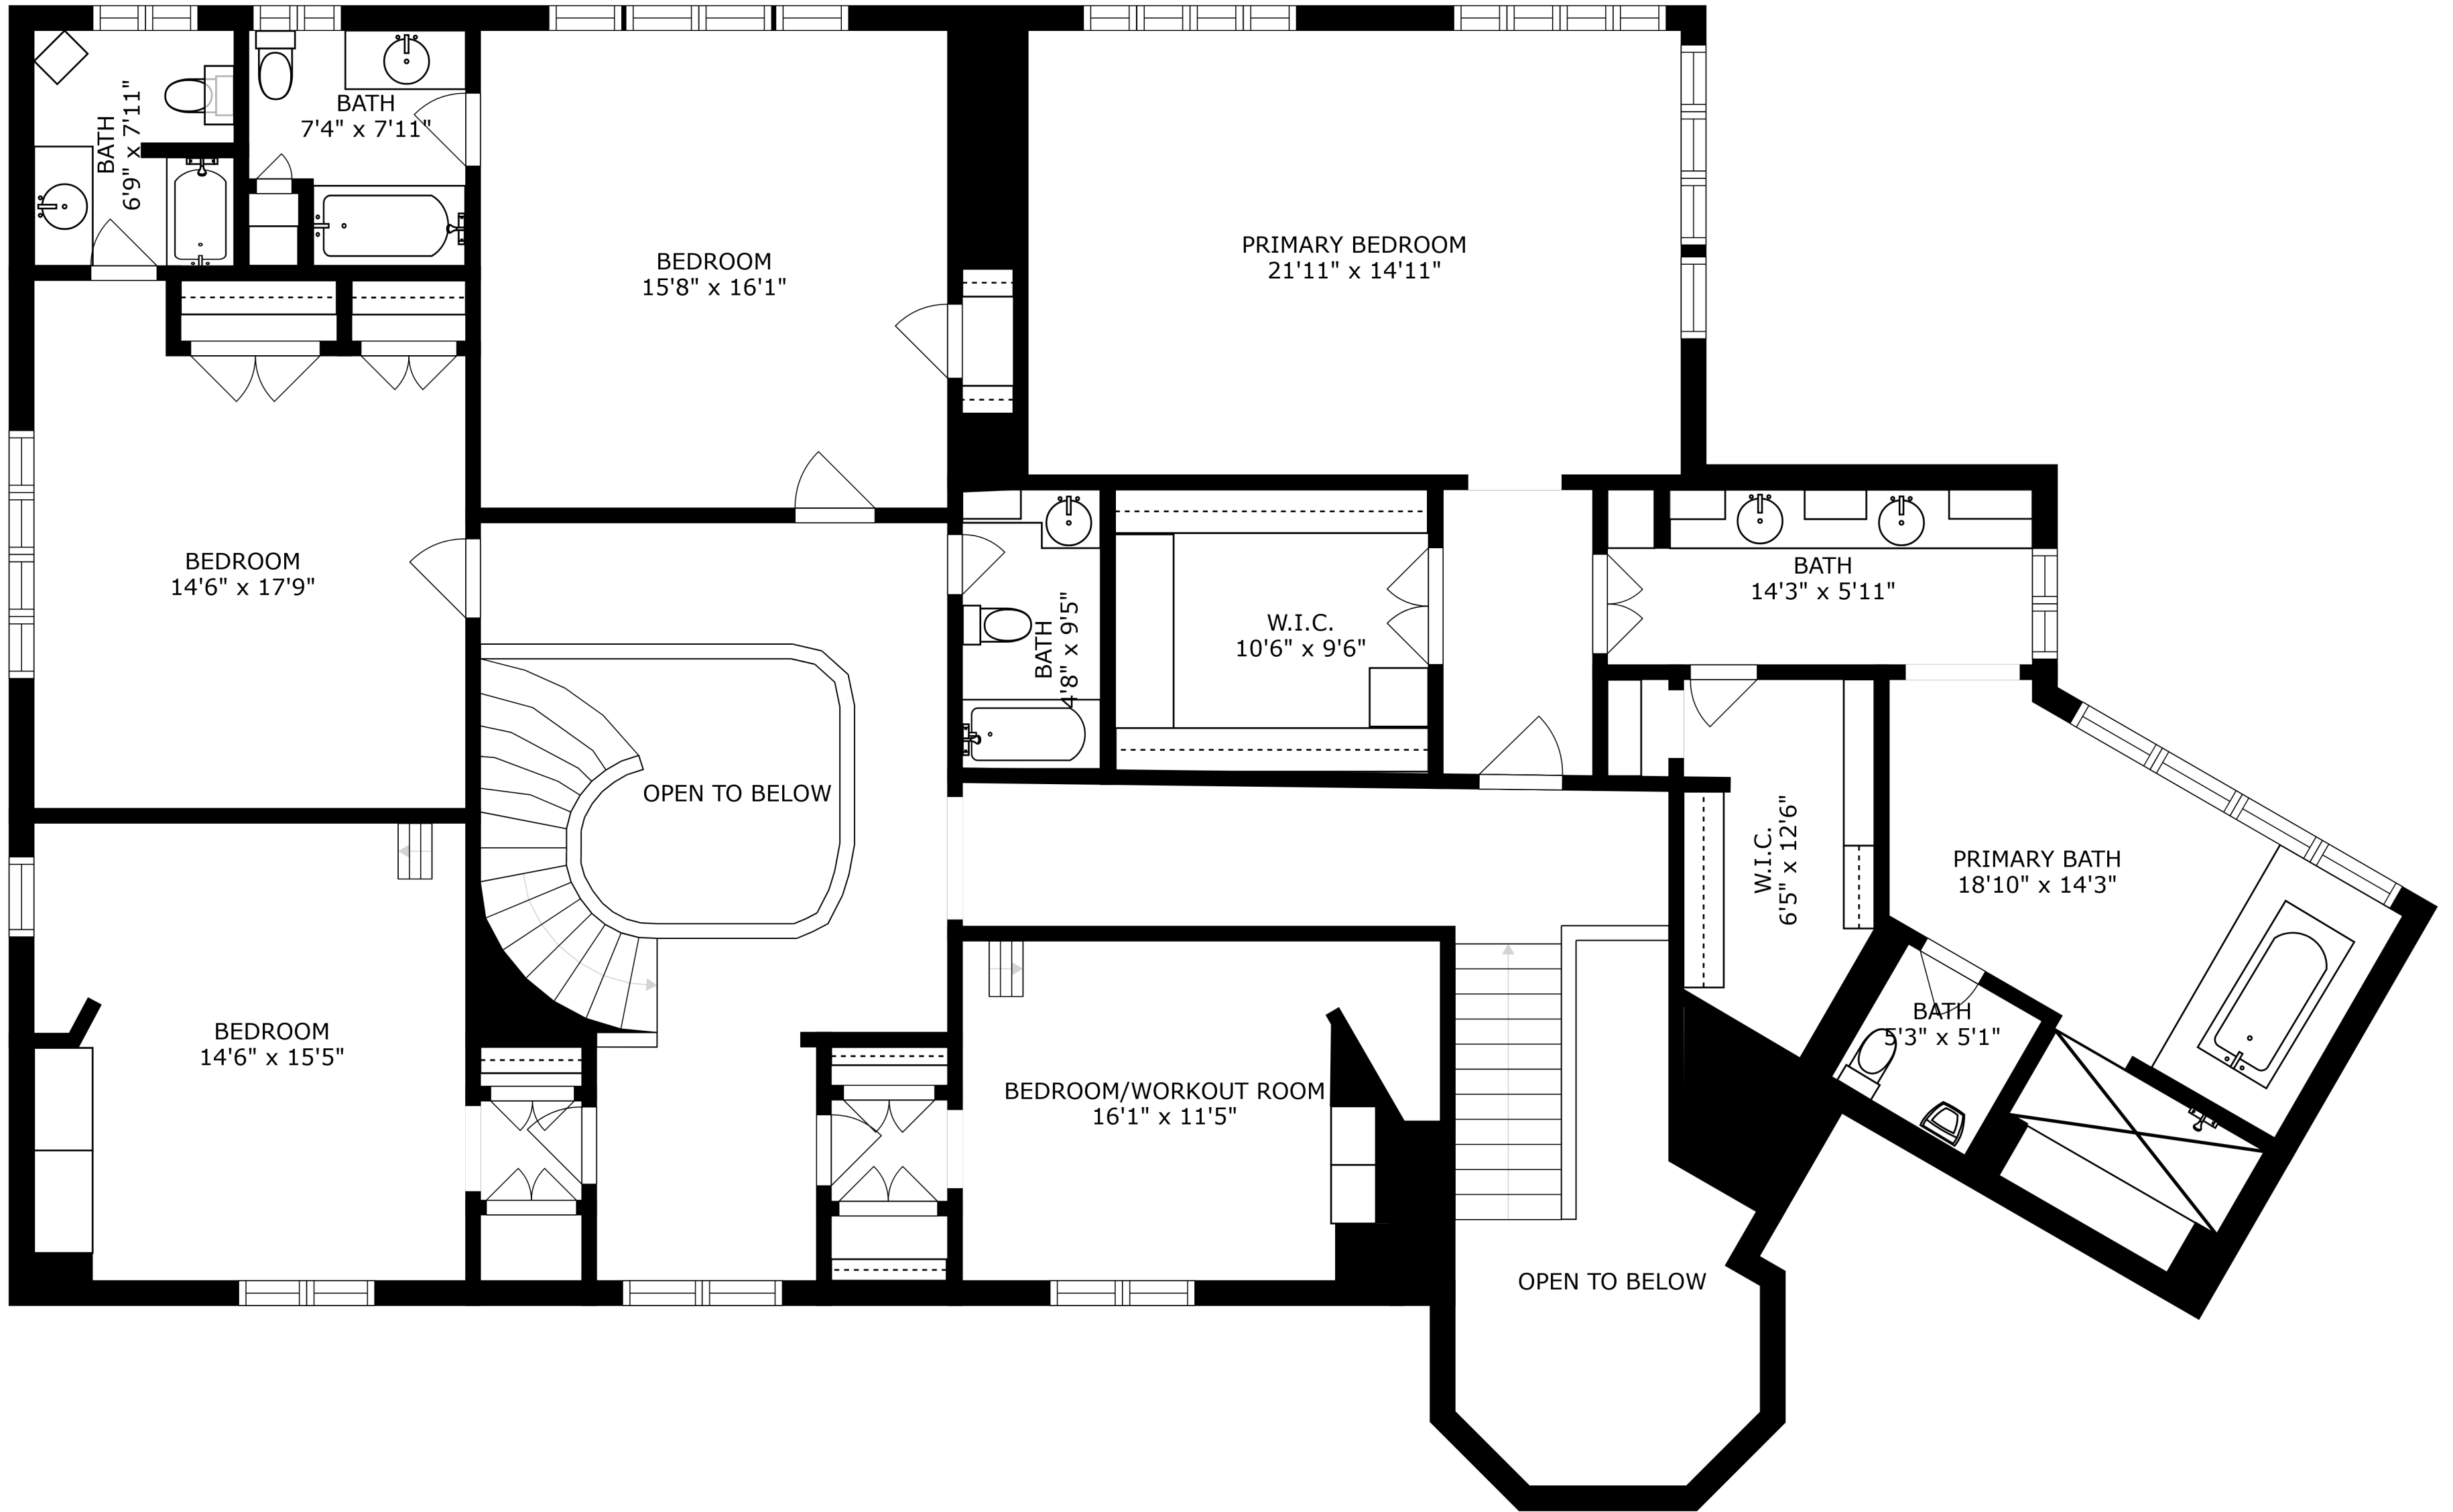 BATH
6'9" x 7'11"
BATH
7'4" x 7'11"
BEDROOM
15'8" x 16'1"
PRIMARY BEDROOM
21'11" x 14'11"
BEDROOM
14'6" x 17'9"
BATH
4'8" x 9'5"
W.I.C.
10'6" x 9'6"
BATH
14'3" x 5'11"
OPEN TO BELOW
W.I.C.
6'5" x 12'6"
PRIMARY BATH
18'10" x 14'3"
BEDROOM
14'6" x 15'5"
BEDROOM/WORKOUT ROOM
16'1" x 11'5"
BATH
5'3" x 5'1"
OPEN TO BELOW